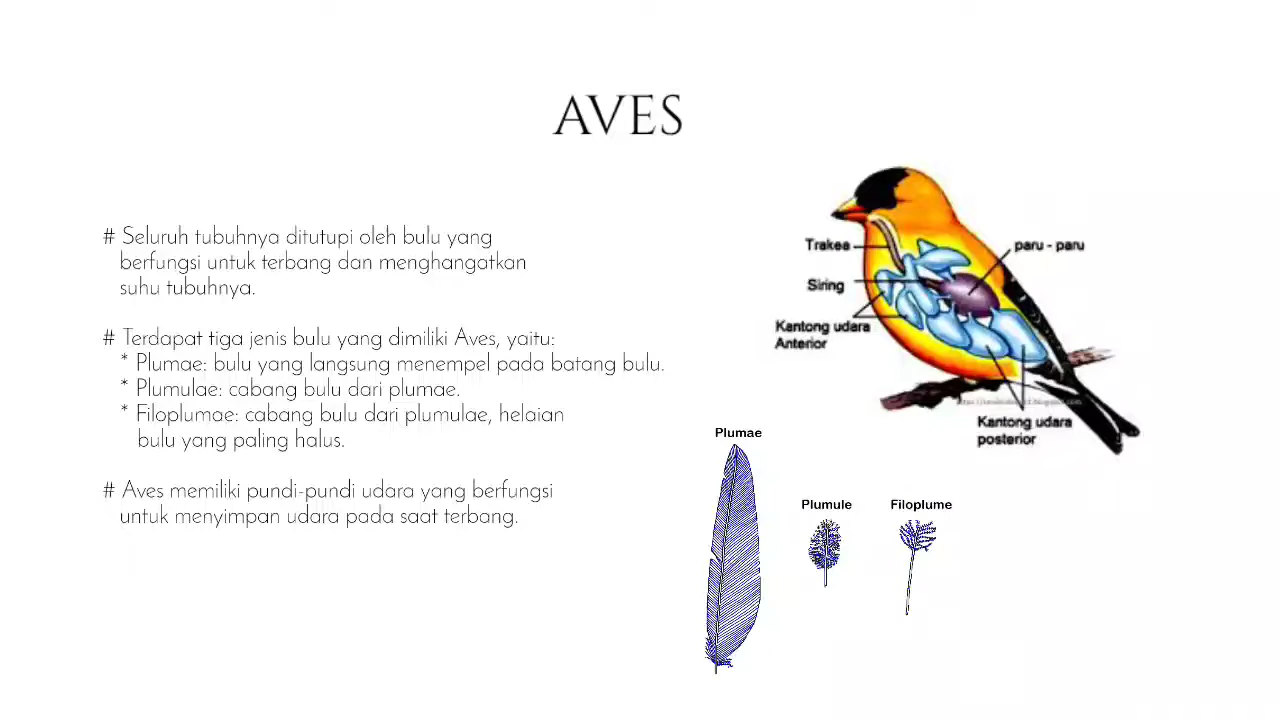 AVES
# Seluruh tubuhnya ditutupi oleh bulu yang
berfungsi untuk terbang dan menghangatkan
suhu tubuhnya.
# Terdapat tiga jenis bulu yang dimiliki Aves, yaitu:
* Plumae: bulu yang langsung menempel pada batang bulu.
* Plumulae: cabang bulu dari plumae.
* Filoplumae: cabang bulu dari plumulae, helaian
bulu yang paling halus.
# Aves memiliki pundi-pundi udara yang berfungsi
untuk menyimpan udara pada saat terbang.
Trakea
paru - paru
Siring
Kantong udara
Anterior
Kantong udara
posterior
Plumae
Plumule
Filoplume